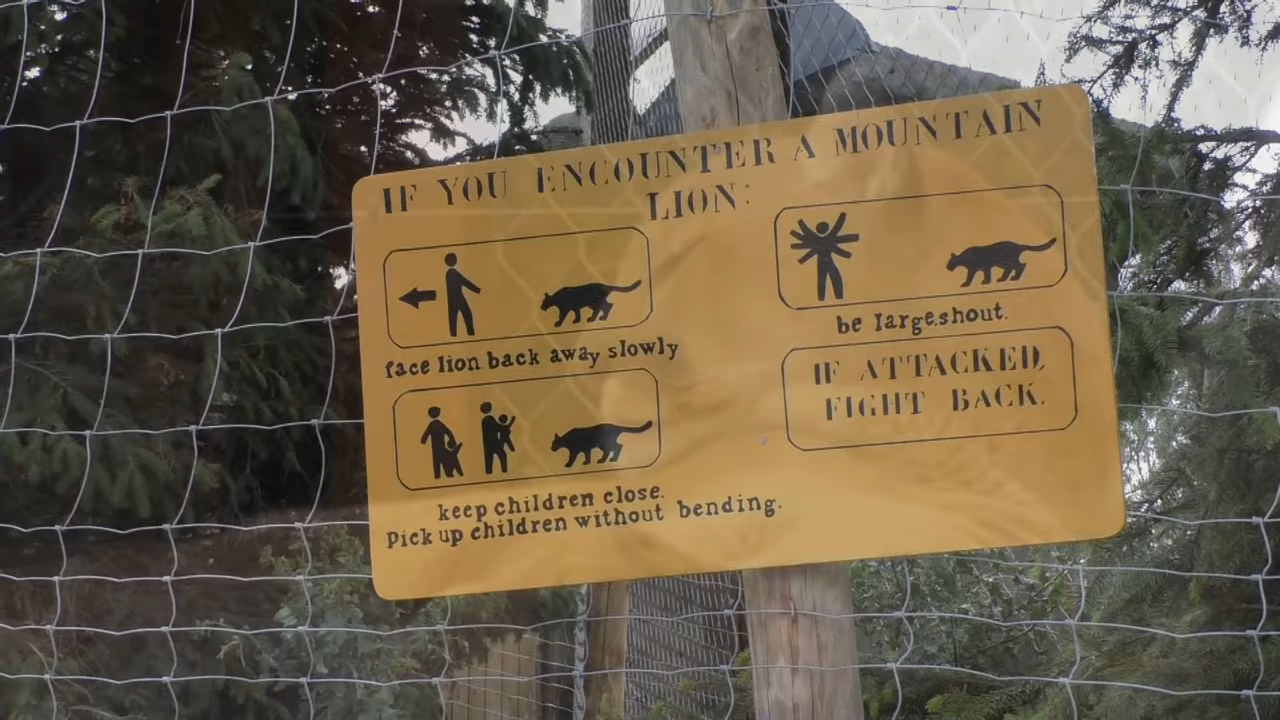 IF YOU ENCOUNTER A MOUNTAIN
LION:
face lion.back away slowly
be large.shout.
keep children close.
Pick up children without bending.
IF ATTACKED,
FIGHT BACK.